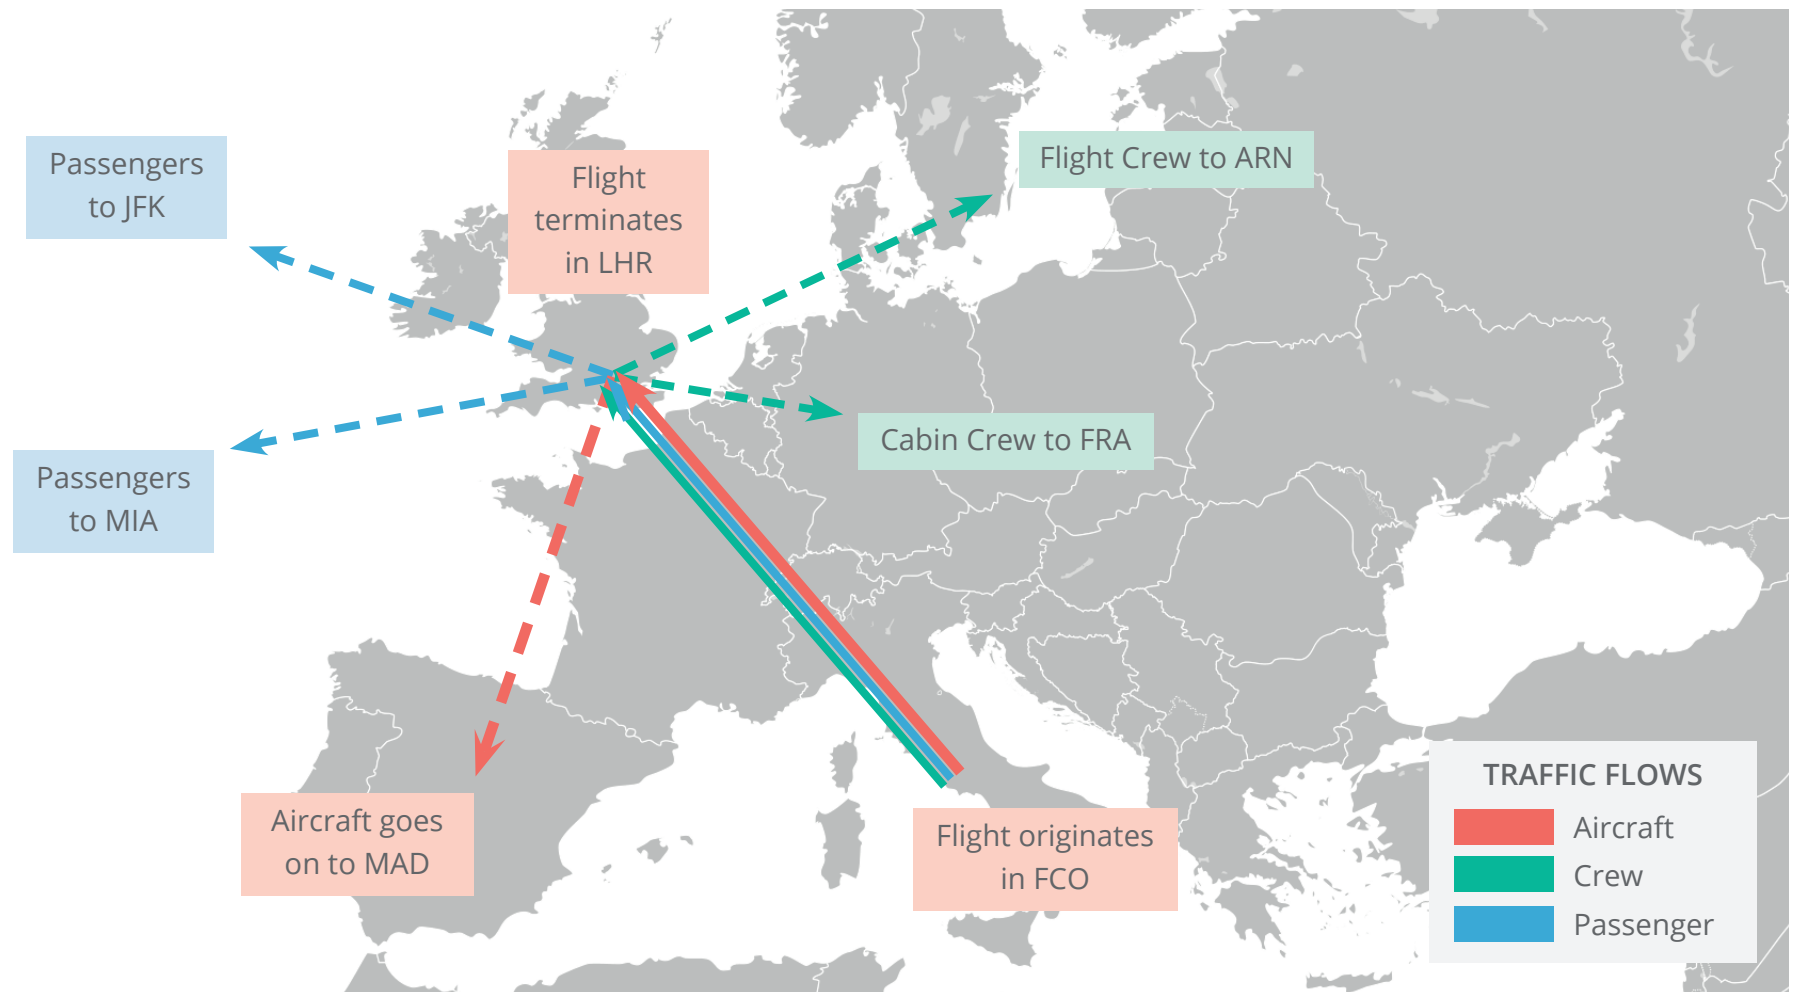 Passengers
to JFK
Flight
terminates
in LHR
Flight Crew to ARN
Cabin Crew to FRA
Passengers
to MIA
Aircraft goes
on to MAD
Flight originates
in FCO
TRAFFIC FLOWS
Aircraft
Crew
Passenger